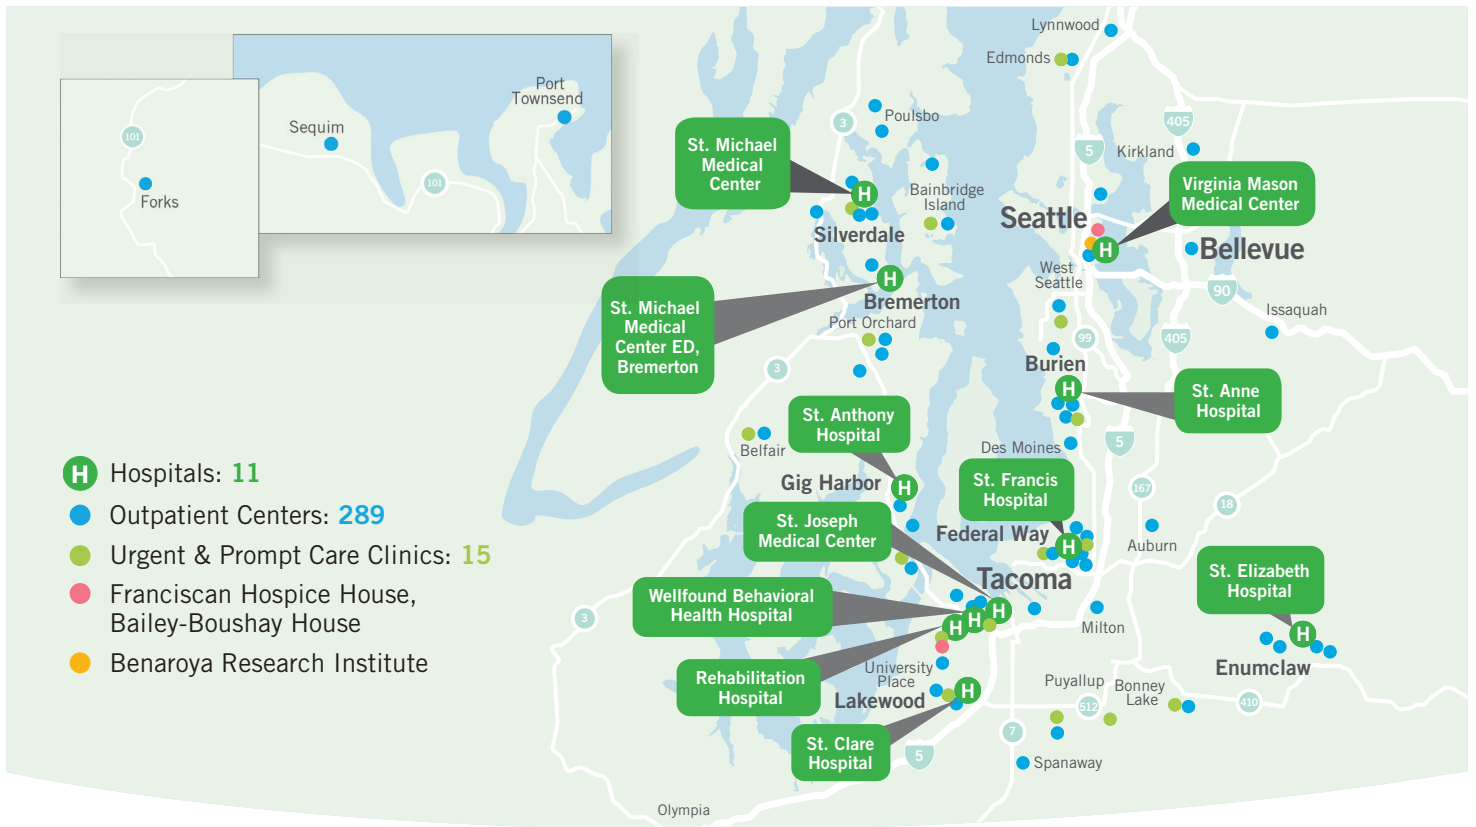 Lynnwood
Edmonds
Port
Townsend
Sequim
101
101
Forks
3
Poulsbo
405
5
Kirkland
St. Michael
Medical
Center
H
Bainbridge
Island
Silverdale
Virginia Mason
Medical Center
Seattle
H
Bellevue
West
Seattle
90
Issaquah
H
Bremerton
St. Michael
Medical
Center ED,
Bremerton
Port Orchard
99
405
3
Burien
H
St. Anne
Hospital
St. Anthony
Hospital
Belfair
Des Moines
5
Gig Harbor
H
St. Francis
Hospital
167
18
St. Joseph
Medical Center
Federal Way
H
Auburn
Tacoma
St. Elizabeth
Hospital
Wellfound Behavioral
Health Hospital
H
H
H
Milton
3
H
Enumclaw
Rehabilitation
Hospital
University
Place
Lakewood
H
Puyallup
Bonney
Lake
512
410
7
St. Clare
Hospital
5
Spanaway
Olympia
H Hospitals: 11
Outpatient Centers: 289
Urgent & Prompt Care Clinics: 15
Franciscan Hospice House,
Bailey-Boushay House
Benaroya Research Institute